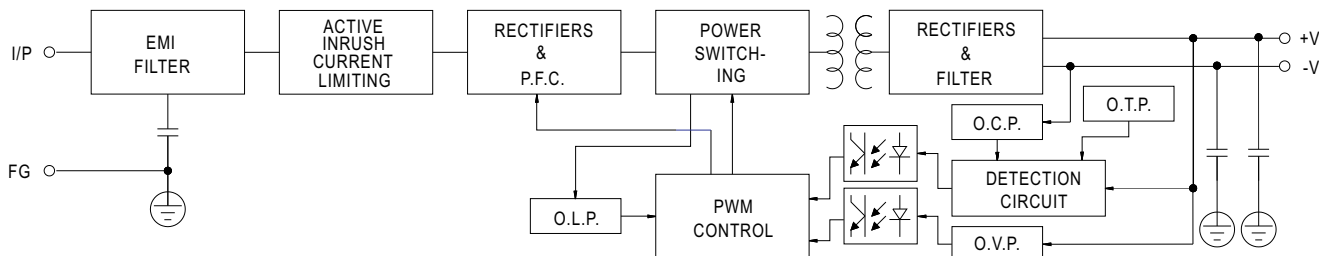 I/P
EMI
FILTER
ACTIVE
INRUSH
CURRENT
LIMITING
RECTIFIERS
&
P.F.C.
POWER
SWITCH-
ING
RECTIFIERS
&
FILTER
+V
-V
O.C.P.
O.T.P.
FG
DETECTION
CIRCUIT
O.L.P.
PWM
CONTROL
O.V.P.